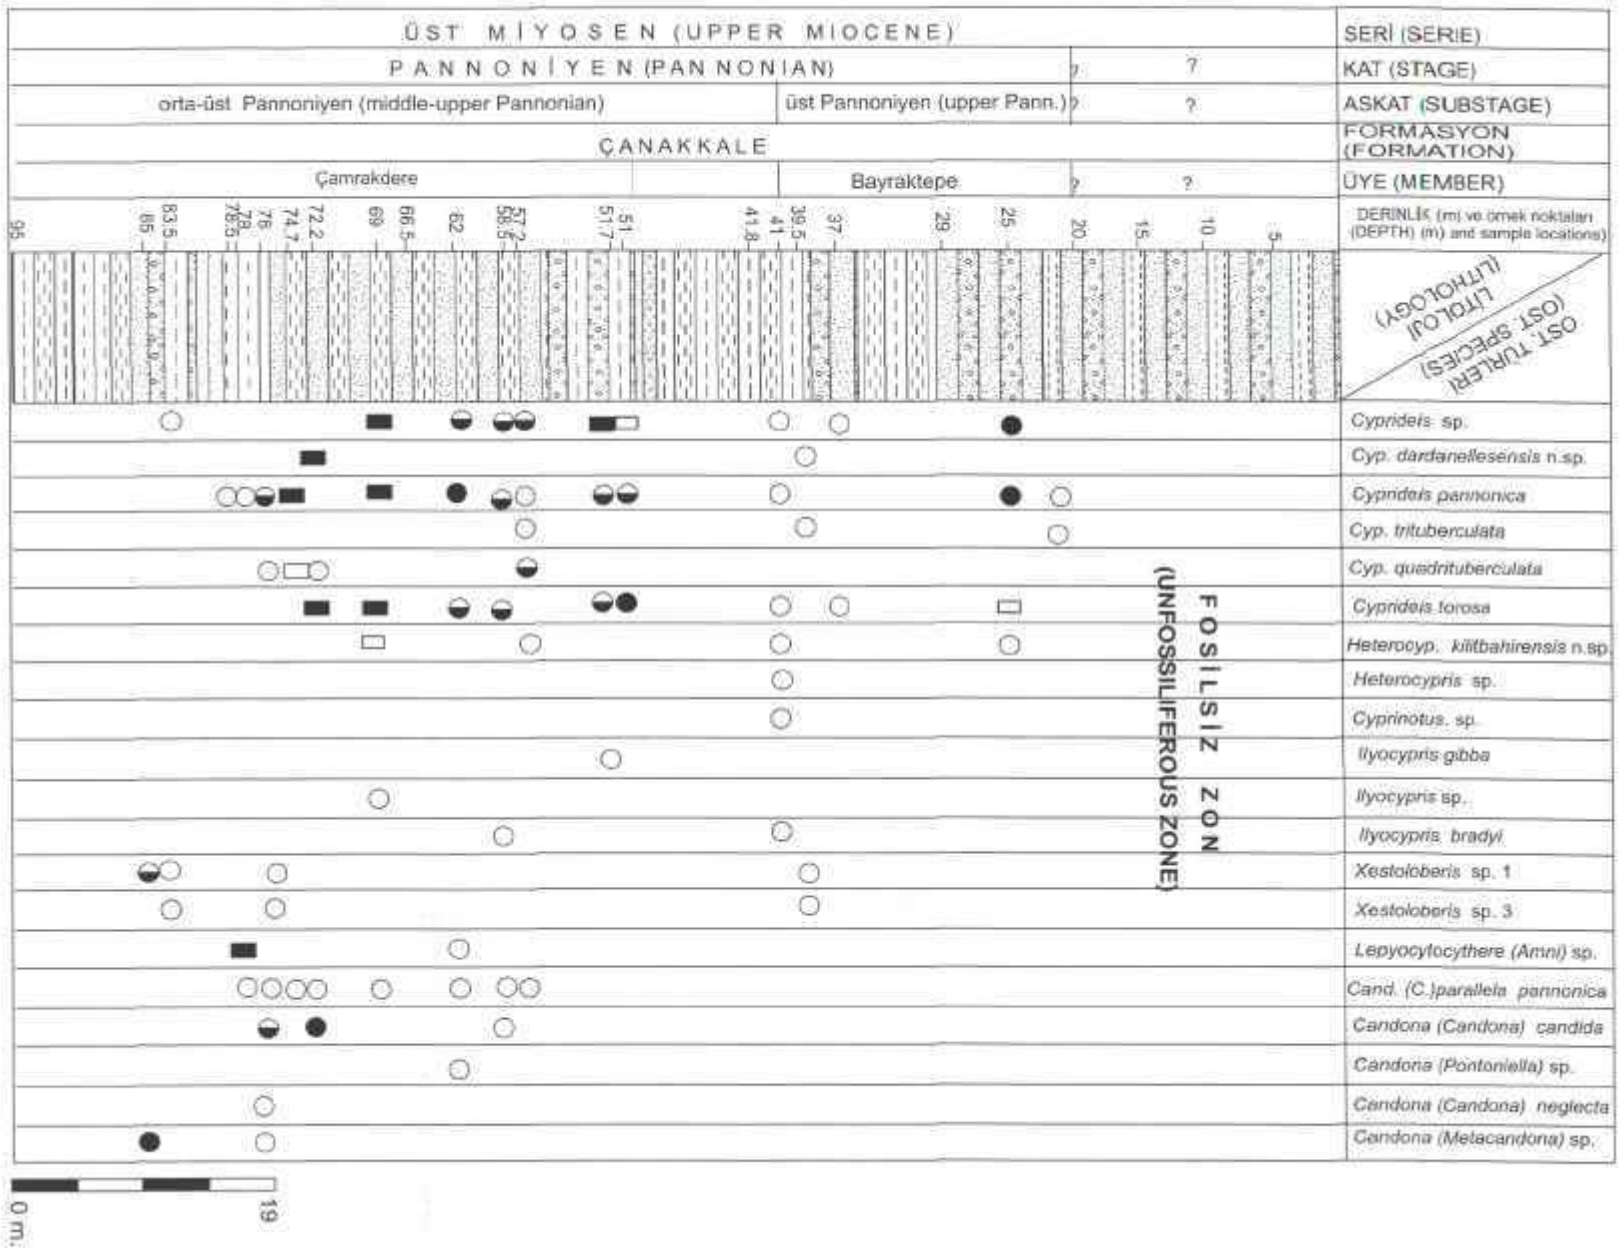 ÜST MİYOSEN (UPPER MIOCENE)
SERİ (SERIE)
PANNONİYEN (PANNONIAN)
?
?
KAT (STAGE)
orta-üst Pannoniyen (middle-upper Pannonian)
üst Pannoniyen (upper Pann.)
?
?
ASKAT (SUBSTAGE)
ÇANAKKALE
FORMASYON
(FORMATION)
Çamrakdere
Bayraktepe
?
?
ÜYE (MEMBER)
95
85
83.5
78.5
78
76
74.7
72.2
69
66.5
62
58.5
57.2
51.7
51
41.8
41
39.5
37
29
25
20
15
10
5
DERINLİK (m) ve örnek noktaları
(DEPTH) (m) and sample locations)
LITOLOJİ
(LITHOLOGY)
OST. TÜRLERİ
(OST SPECIES)
Cyprideis sp.
Cyp. dardanellesensis n.sp.
Cyprideis pannonica
Cyp. trituberculata
Cyp. quadrituberculata
Cyprideis torosa
Heterocyp. kilitbahirensis n.sp.
Heterocypris sp.
Cyprinotus. sp.
Ilyocypris gibba
Ilyocypris sp.
Ilyocypris bradyi
Xestoloberis sp. 1
Xestoloberis sp. 3
Lepyocytocythere (Amni) sp.
Cand. (C.)parallela pannonica
Candona (Candona) candida
Candona (Pontoniella) sp.
Candona (Candona) neglecta
Candona (Metacandona) sp.
FOSİLSİZ ZON
(UNFOSSILIFEROUS ZONE)
0 m.
19